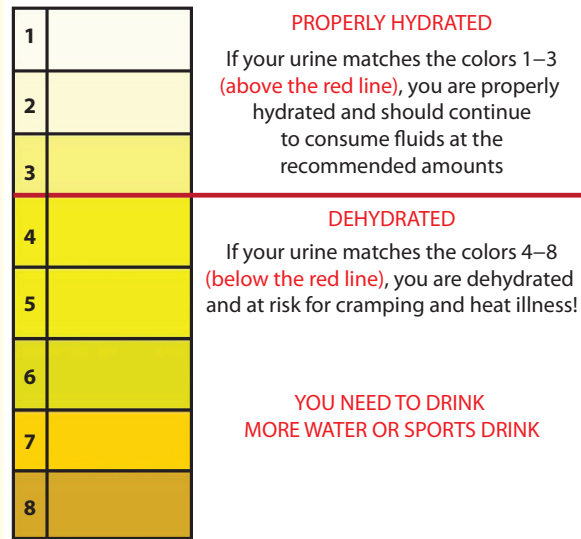 1
2
3
4
5
6
7
8
PROPERLY HYDRATED
If your urine matches the colors 1–3
(above the red line), you are properly
hydrated and should continue
to consume fluids at the
recommended amounts
DEHYDRATED
If your urine matches the colors 4–8
(below the red line), you are dehydrated
and at risk for cramping and heat illness!
YOU NEED TO DRINK
MORE WATER OR SPORTS DRINK